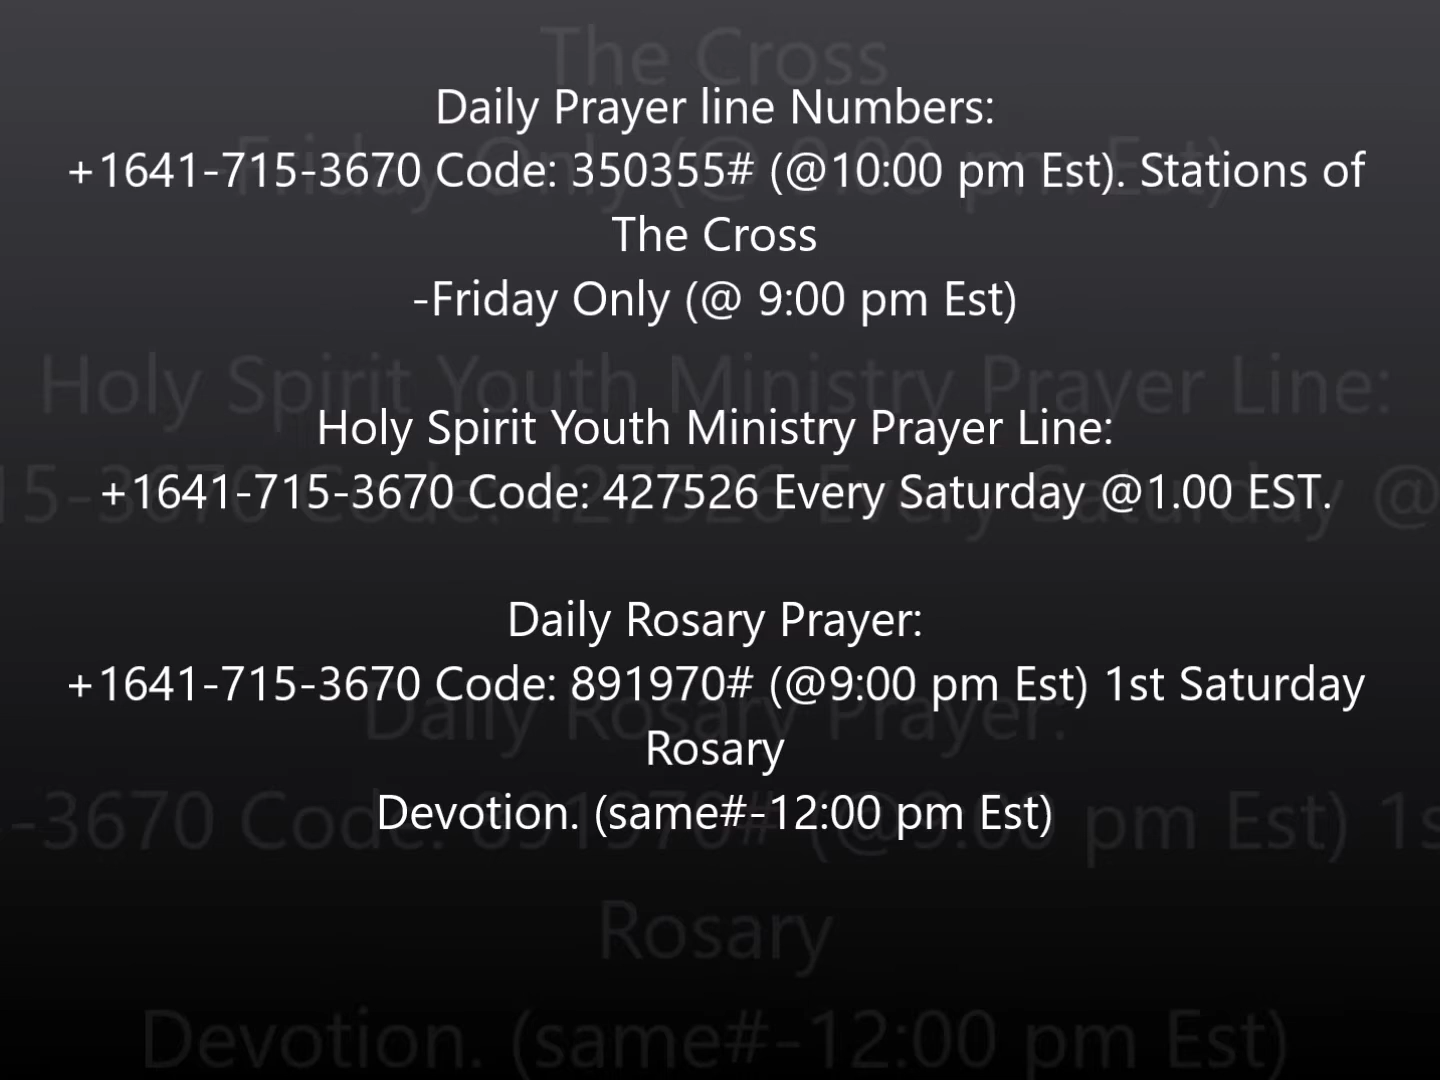 Daily Prayer line Numbers:
+1641-715-3670 Code: 350355# (@10:00 pm Est). Stations of
The Cross
-Friday Only (@ 9:00 pm Est)
Holy Spirit Youth Ministry Prayer Line:
+1641-715-3670 Code: 427526 Every Saturday @1.00 EST.
Daily Rosary Prayer:
+1641-715-3670 Code: 891970# (@9:00 pm Est) 1st Saturday
Rosary
Devotion. (same#-12:00 pm Est)